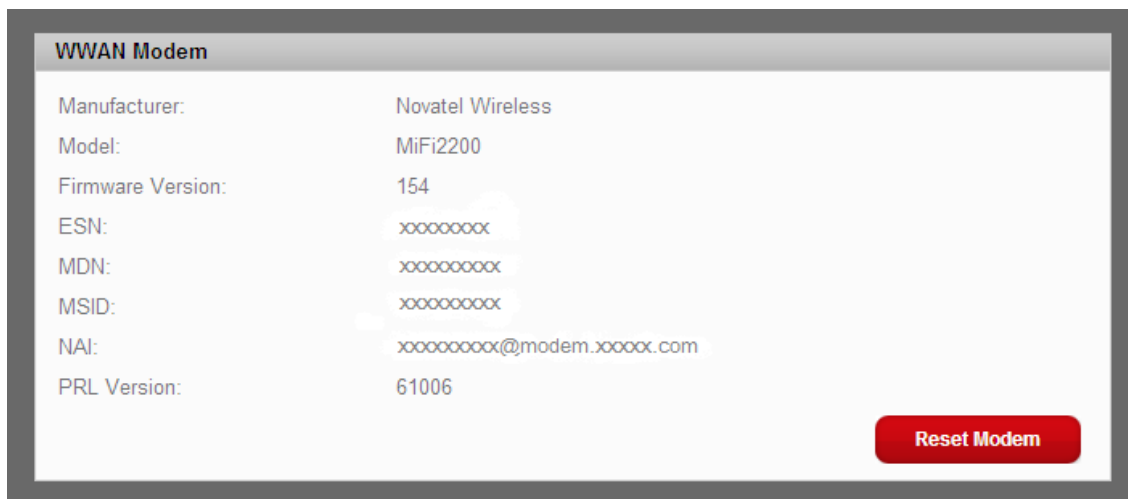 WWAN Modem
Manufacturer: Novatel Wireless
Model: MiFi2200
Firmware Version: 154
ESN: xxxxxxxx
MDN: xxxxxxxxx
MSID: xxxxxxxxx
NAI: xxxxxxxxx@modem.xxxxx.com
PRL Version: 61006
Reset Modem